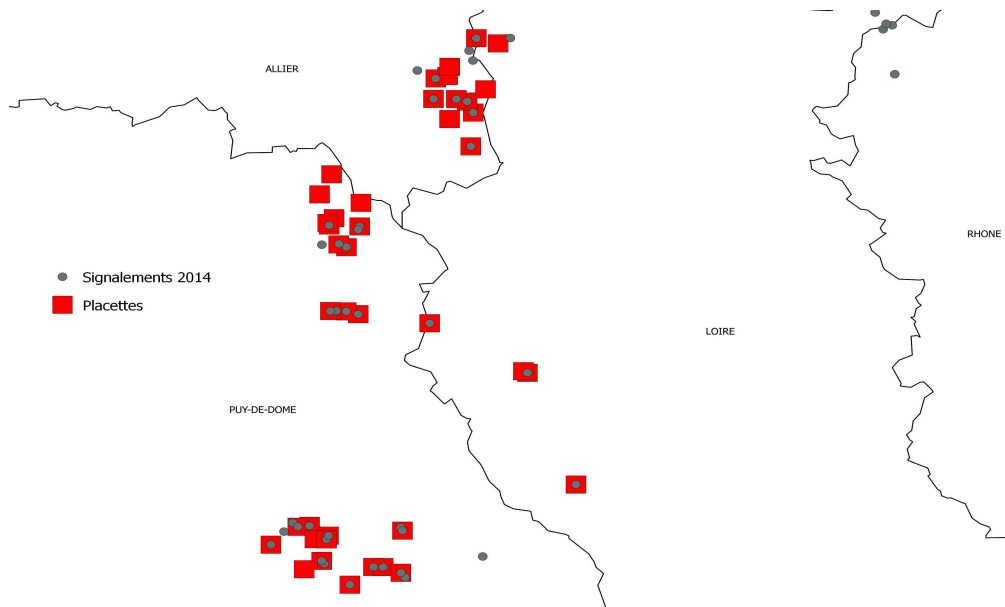 ALLIER
RHONE
Signalements 2014
Placettes
LOIRE
PUY-DE-DOME